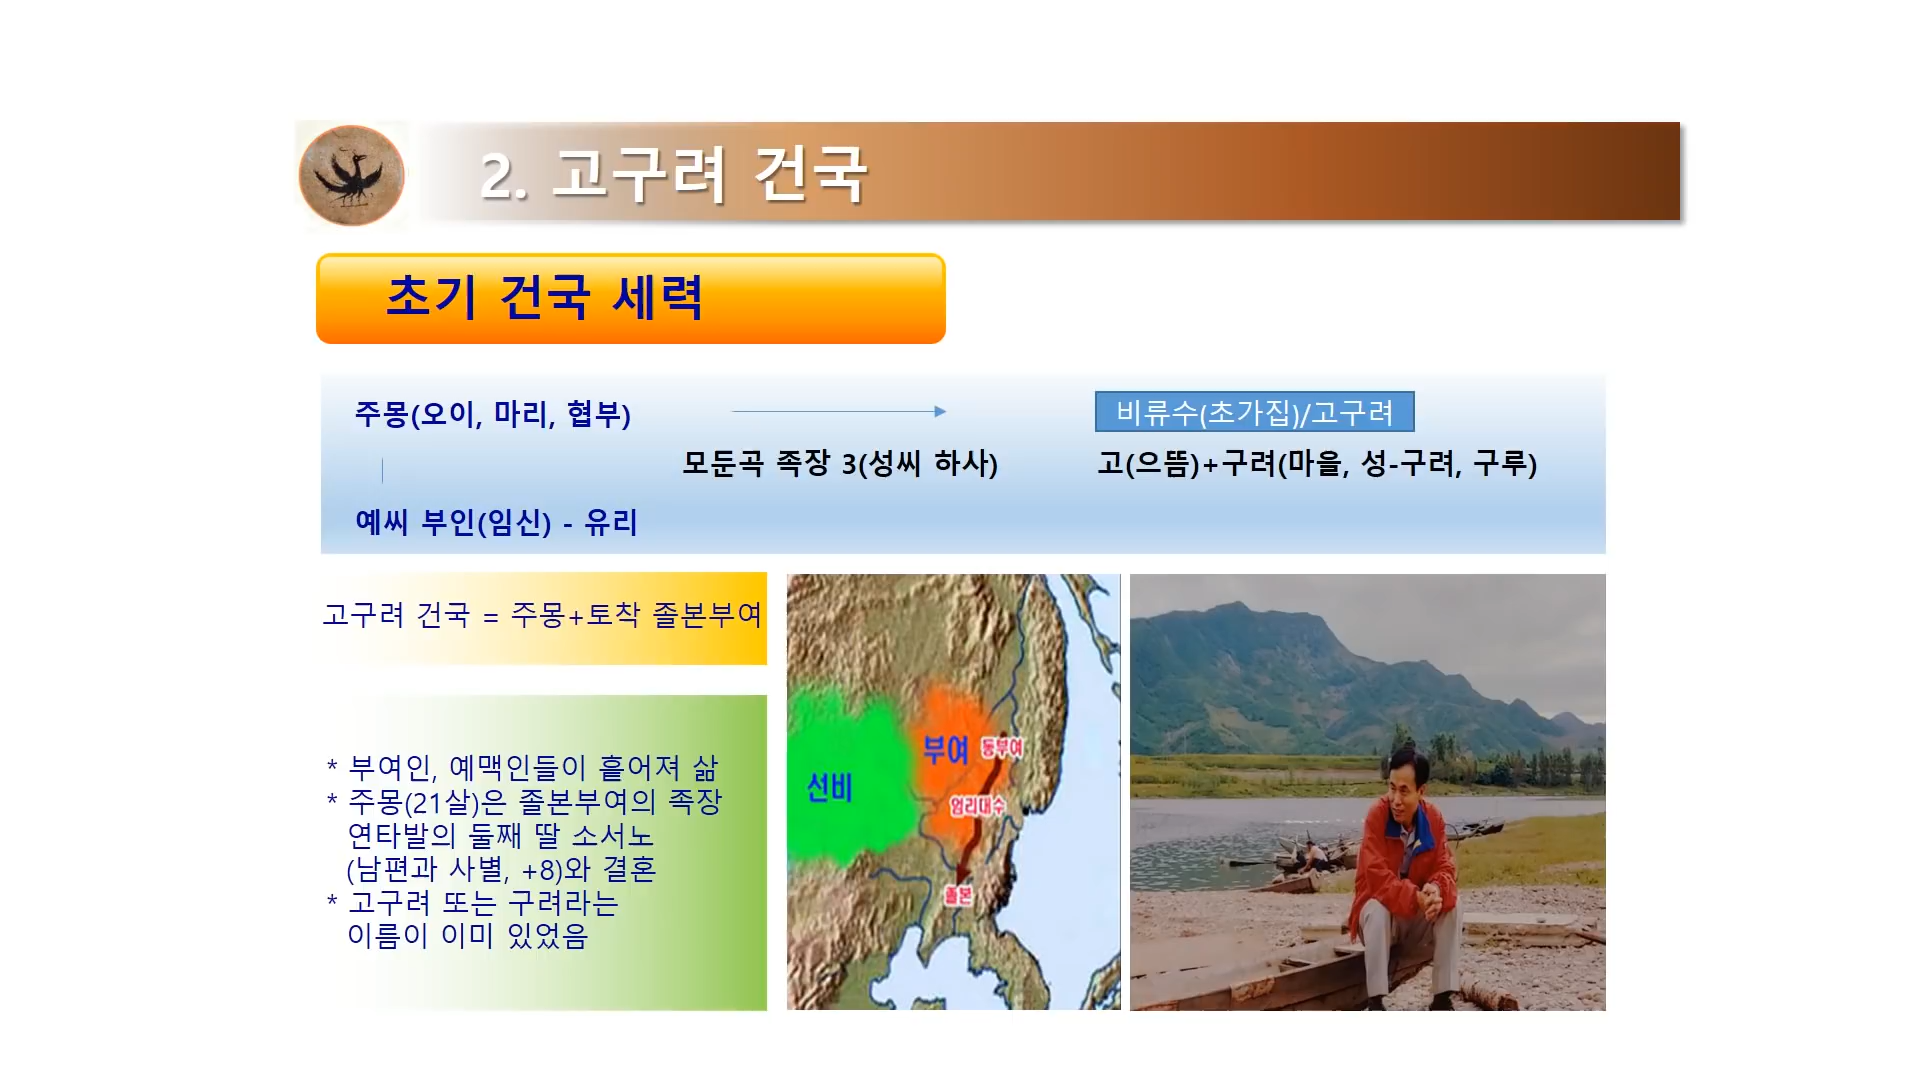 2. 고구려 건국
초기 건국 세력
주몽(오이, 마리, 협부)
비류수(초가집)/고구려
모둔곡 족장 3(성씨 하사)
고(으뜸)+구려(마을, 성-구려, 구루)
예씨 부인(임신) - 유리
고구려 건국 = 주몽+토착 졸본부여
* 부여인, 예맥인들이 흩어져 삶
* 주몽(21살)은 졸본부여의 족장
연타발의 둘째 딸 소서노
(남편과 사별, +8)와 결혼
* 고구려 또는 구려라는
이름이 이미 있었음
부여
동부여
선비
엄리대수
졸본